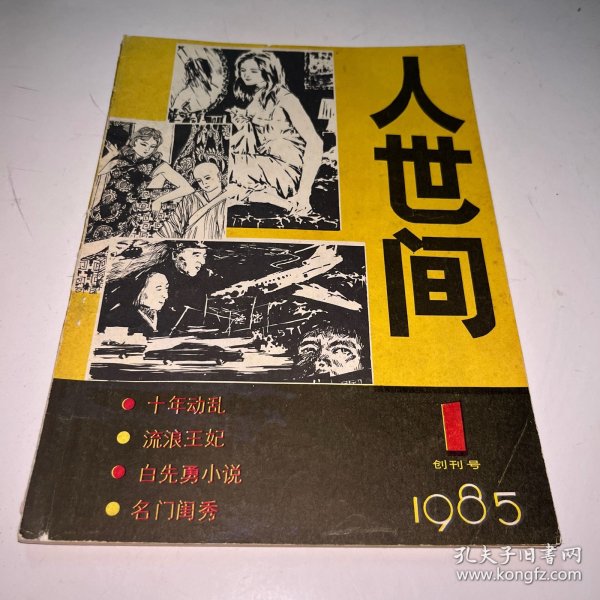 人世间
十年动乱
流浪王妃
白先勇小说
名门闺秀
1
创刊号
1985
孔夫子旧书网
www.kongfz.com